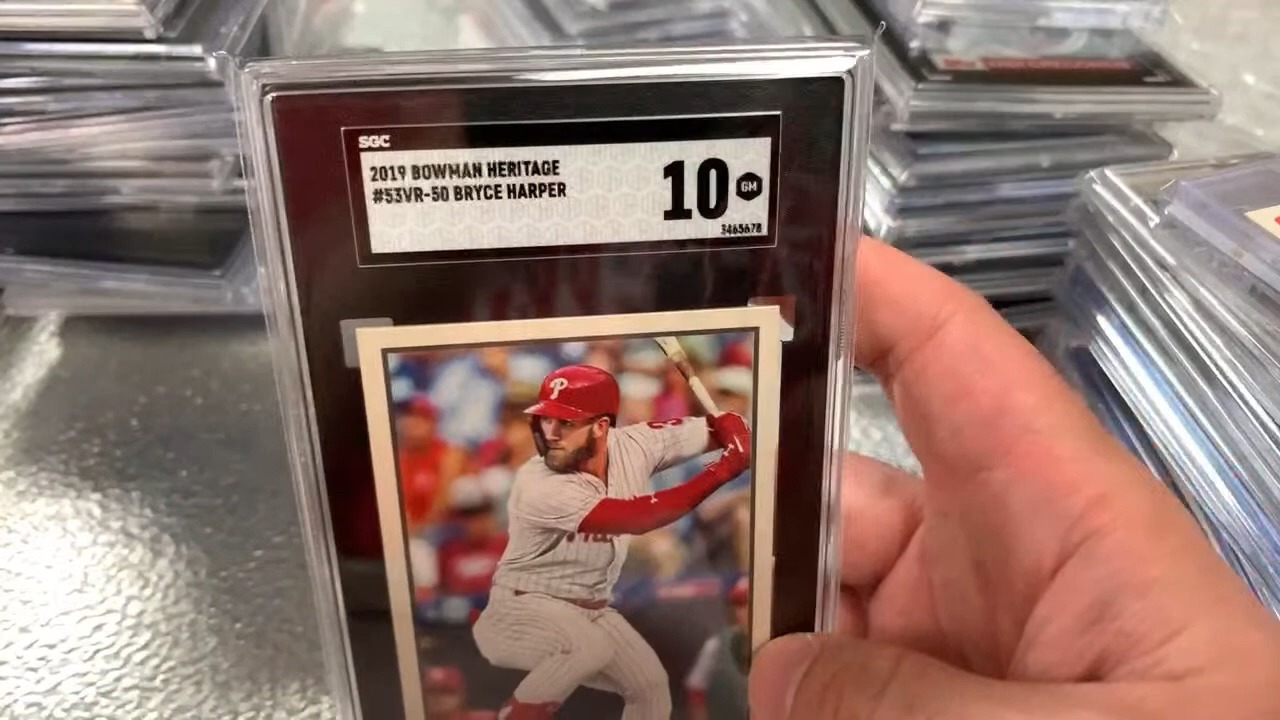 SGC
2019 BOWMAN HERITAGE
#53VR-50 BRYCE HARPER
10
GM
3465678
P